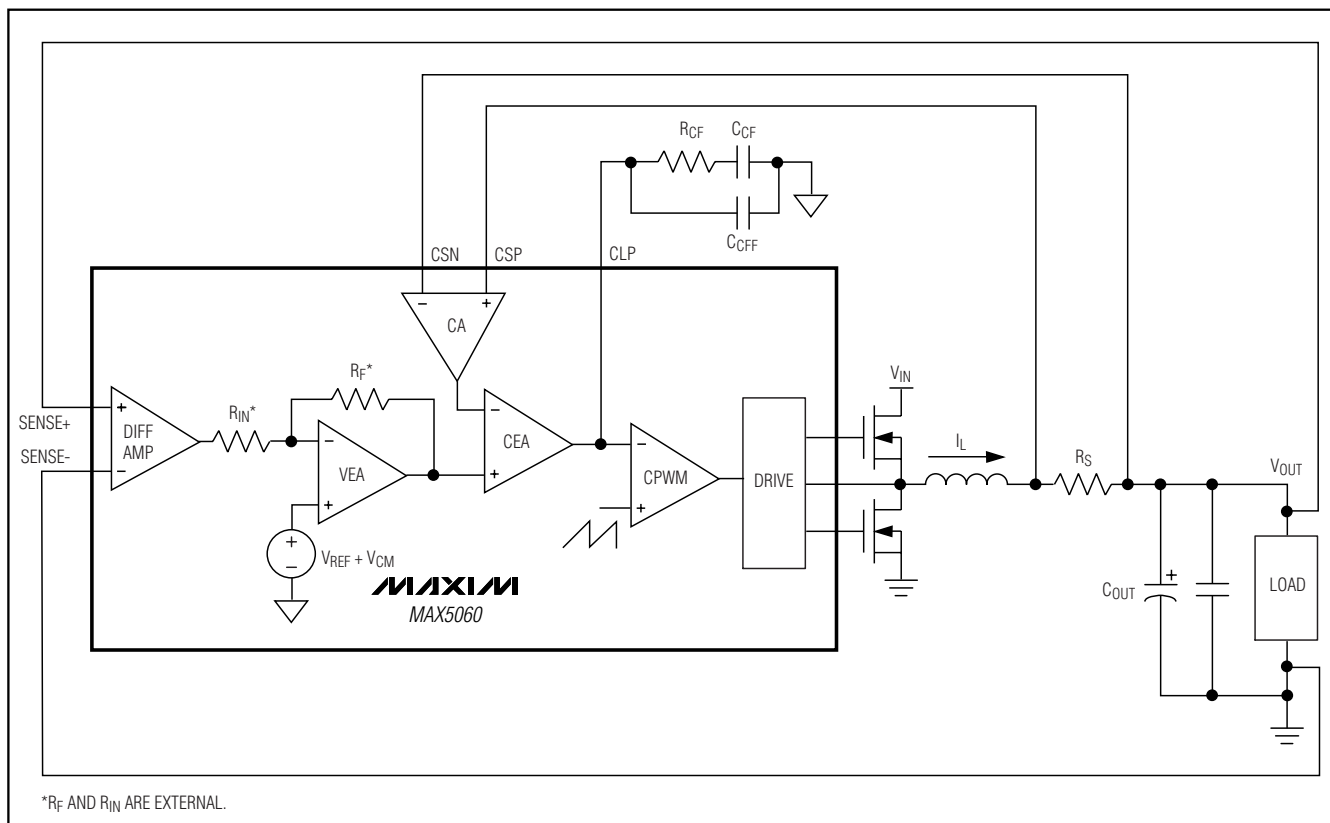 RCF CCF
CCFF
CSN CSP CLP
- +
CA
RF*
VIN
RIN*
SENSE+
SENSE-
+
-
DIFF
AMP
-
+
VEA
-
+
CEA
-
+
CPWM
DRIVE
IL
RS
VOUT
+
-
VREF + VCM
MAXIM
MAX5060
COUT
+
LOAD
*RF AND RIN ARE EXTERNAL.